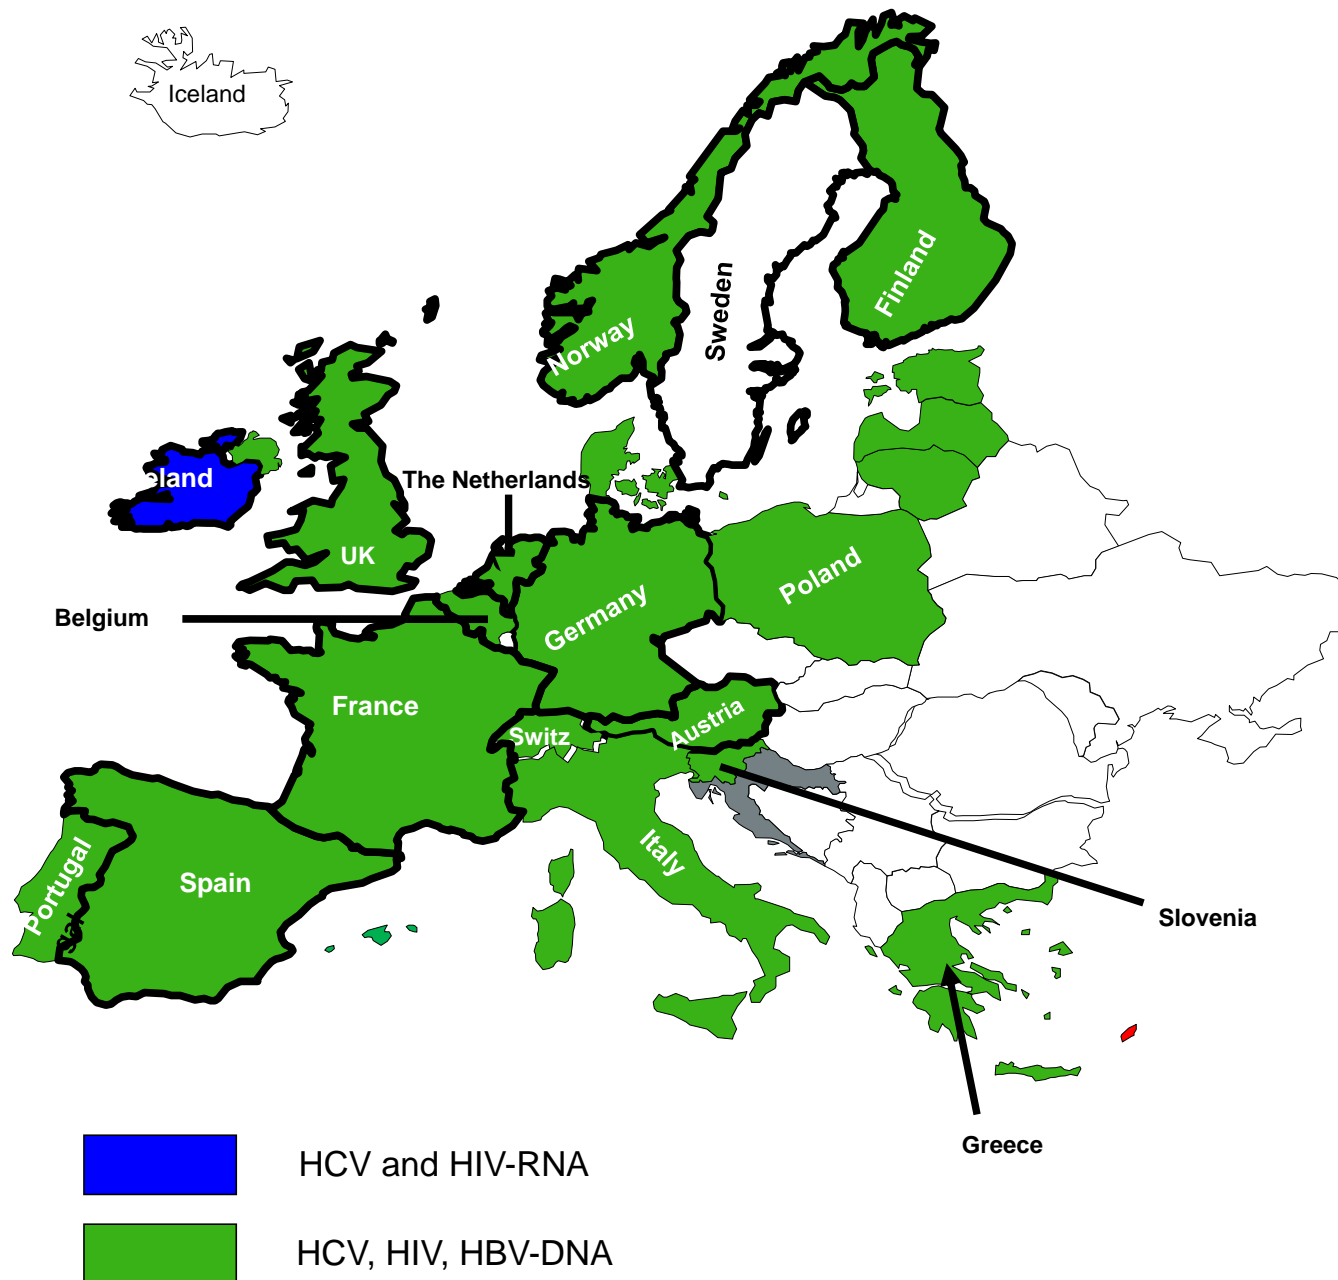 Iceland
Finland
Sweden
Norway
eland
The Netherlands
UK
Poland
Belgium
Germany
France
Switz
Austria
Italy
Portugal
Spain
Slovenia
Greece
HCV and HIV-RNA
HCV, HIV, HBV-DNA